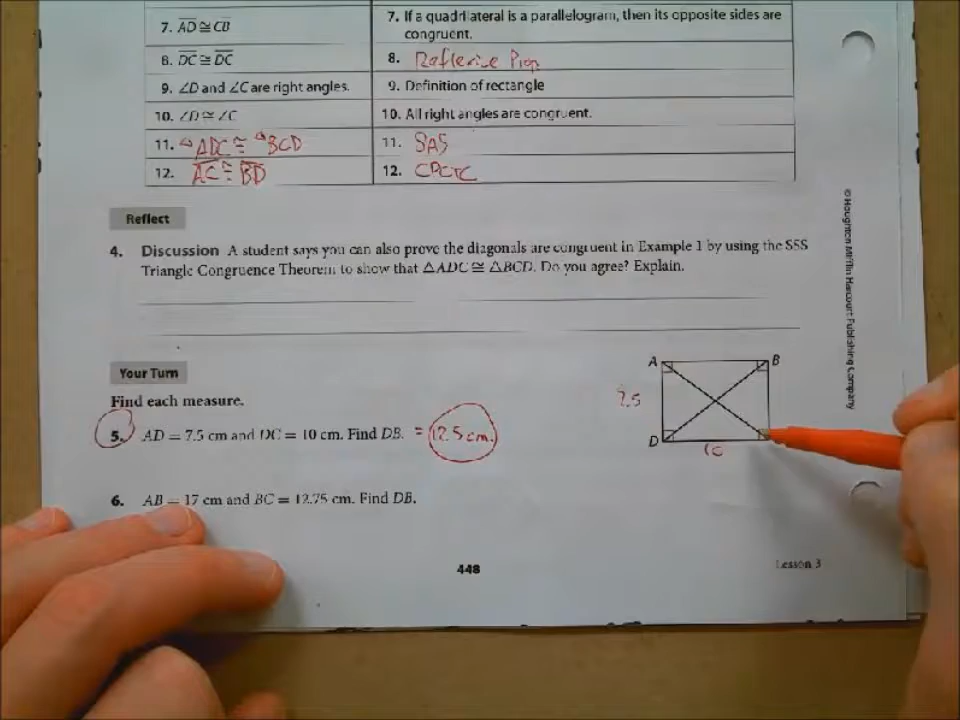 7. AD ≅ CB
7. If a quadrilateral is a parallelogram, then its opposite sides are
congruent.
8. DC ≅ DC
8. Reflexive Prop
9. ∠D and ∠C are right angles.
9. Definition of rectangle
10. ∠D ≅ ∠C
10. All right angles are congruent.
11. △ADC ≅ △BCD
11. SAS
12. AC ≅ BD
12. CPCTC
Reflect
4. Discussion A student says you can also prove the diagonals are congruent in Example 1 by using the SSS
Triangle Congruence Theorem to show that △ADC ≅ △BCD. Do you agree? Explain.
Your Turn
Find each measure.
5. AD = 7.5 cm and DC = 10 cm. Find DB. = 12.5 cm.
6. AB = 17 cm and BC = 12.75 cm. Find DB.
A
B
7.5
D
10
448
Lesson 3
© Houghton Mifflin Harcourt Publishing Company